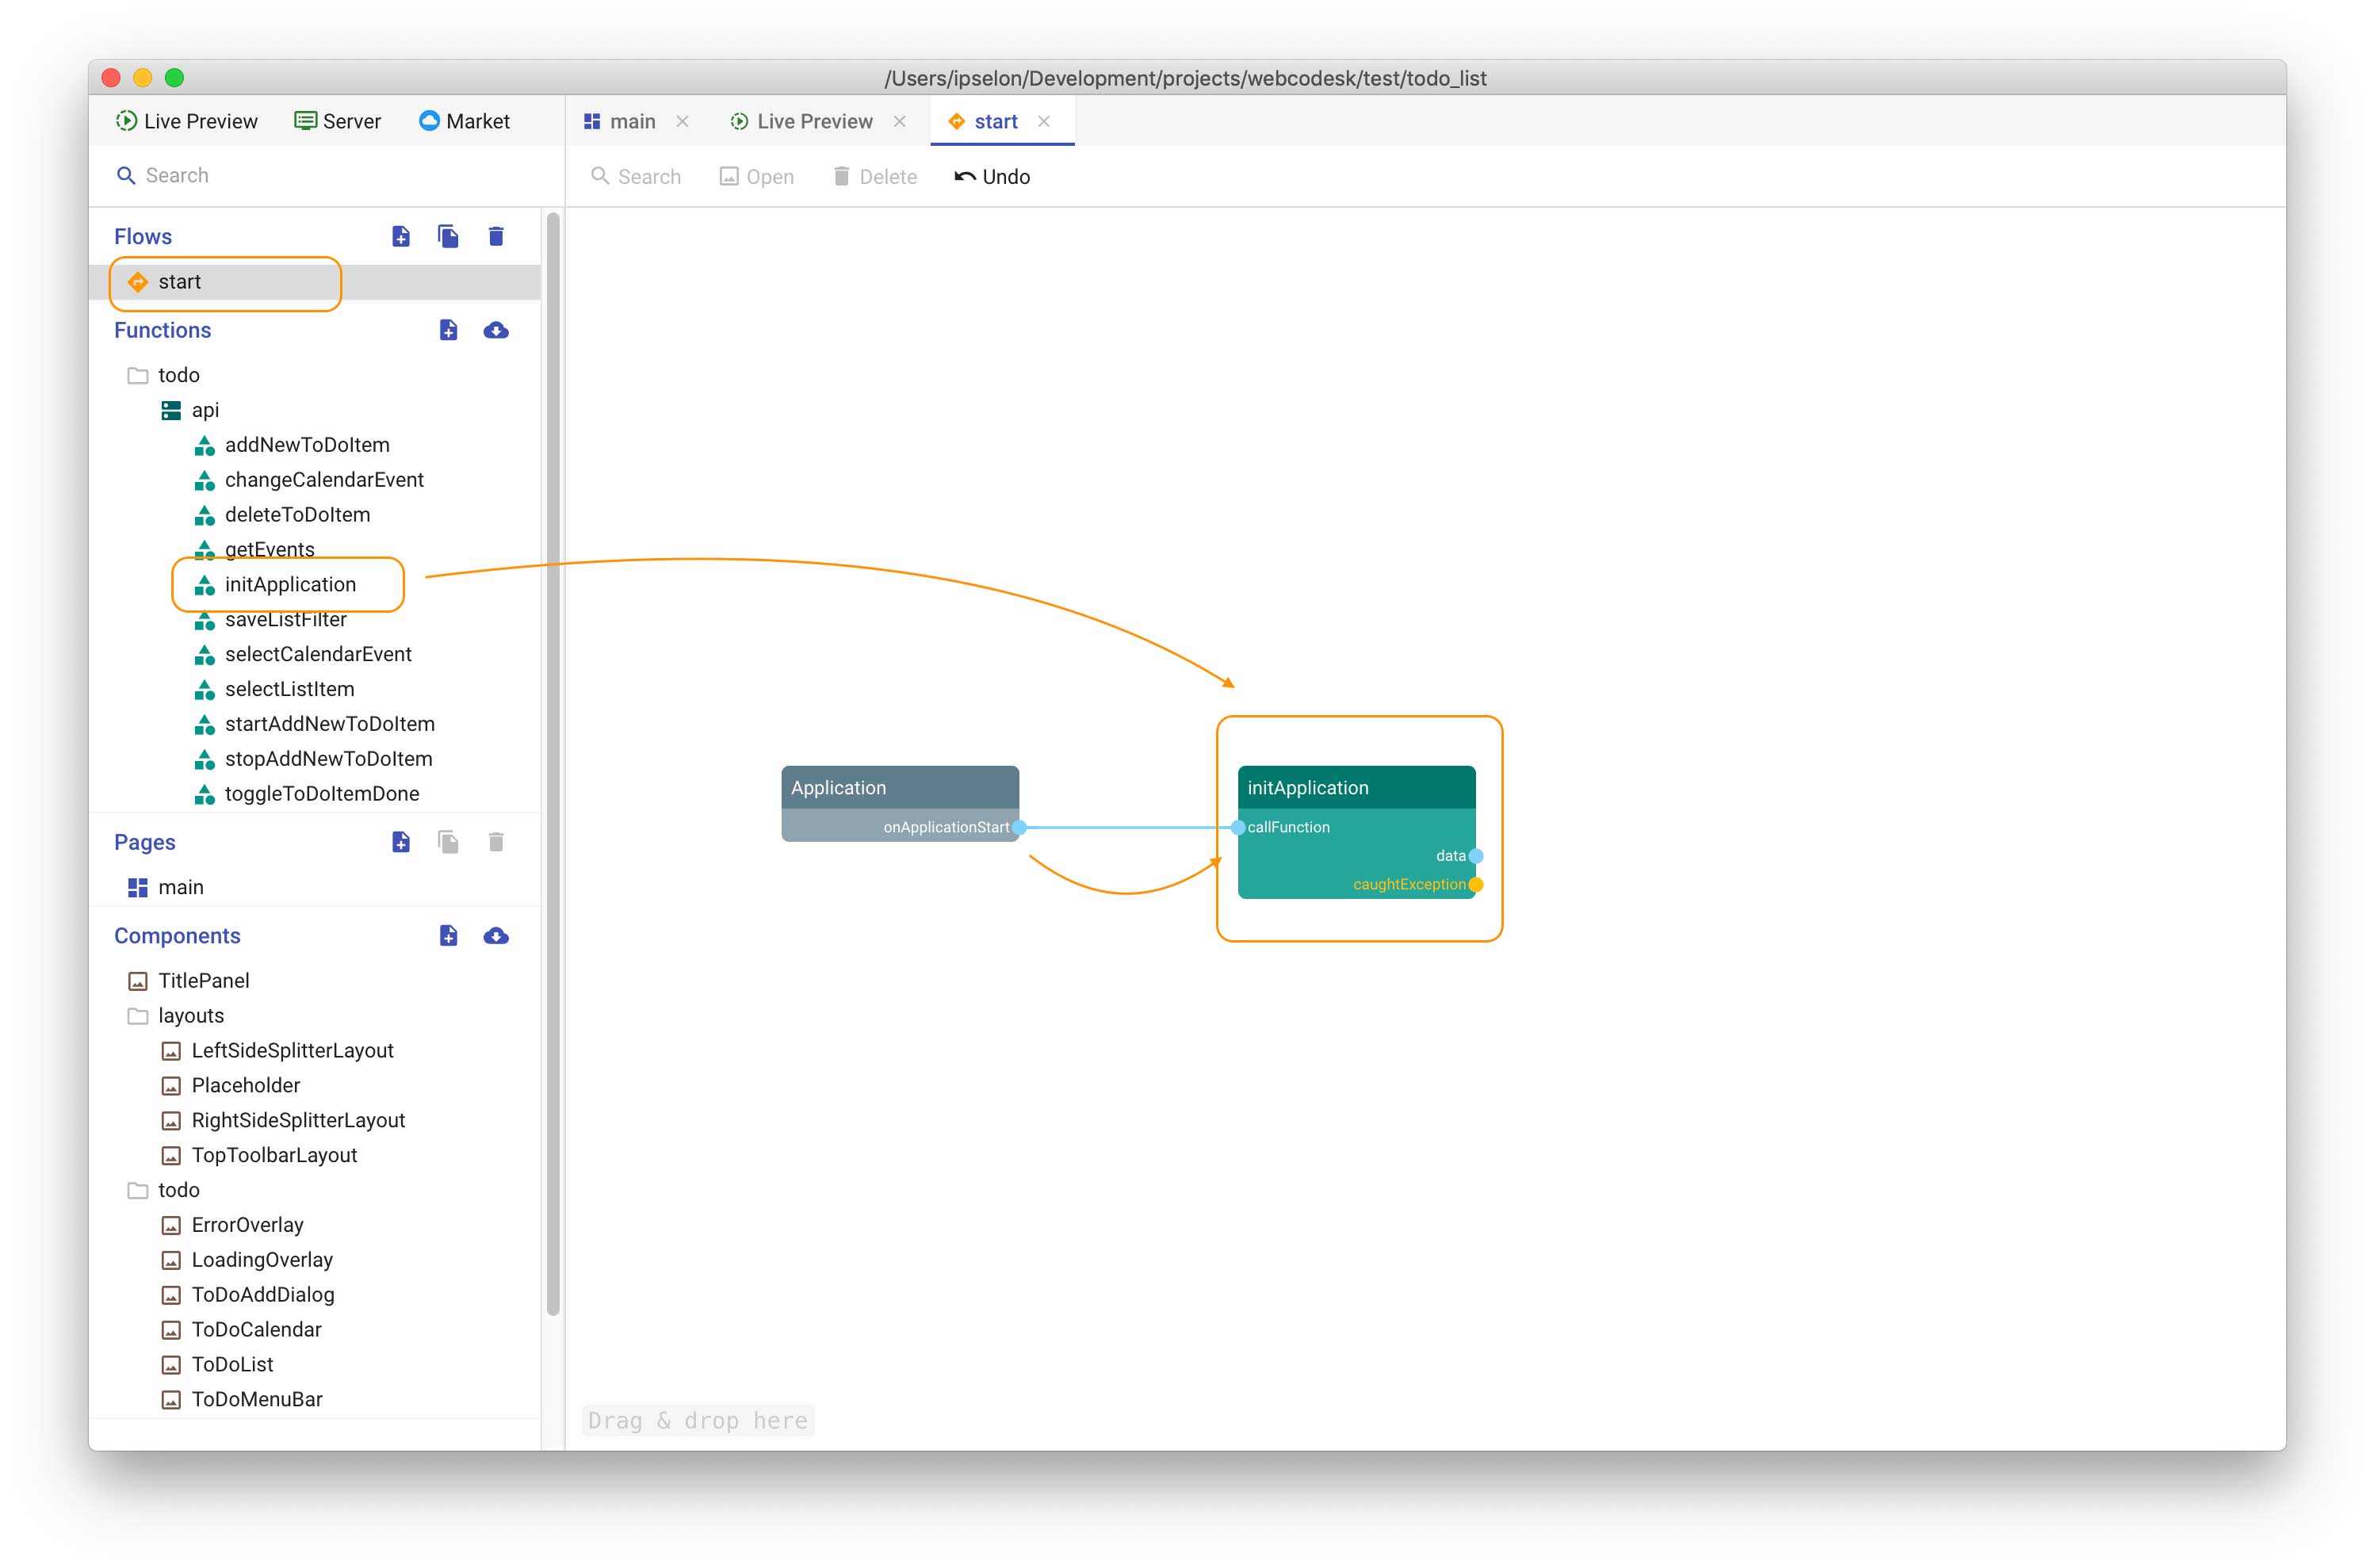 /Users/ipselon/Development/projects/webcodesk/test/todo_list
Live Preview Server Market
main Live Preview start
Search
Search Open Delete Undo
Flows
start
Functions
todo
api
addNewToDoItem
changeCalendarEvent
deleteToDoItem
getEvents
initApplication
saveListFilter
selectCalendarEvent
selectListItem
startAddNewToDoItem
stopAddNewToDoItem
toggleToDoItemDone
Pages
main
Components
TitlePanel
layouts
LeftSideSplitterLayout
Placeholder
RightSideSplitterLayout
TopToolbarLayout
todo
ErrorOverlay
LoadingOverlay
ToDoAddDialog
ToDoCalendar
ToDoList
ToDoMenuBar
Application
onApplicationStart
initApplication
callFunction
data
caughtException
Drag & drop here